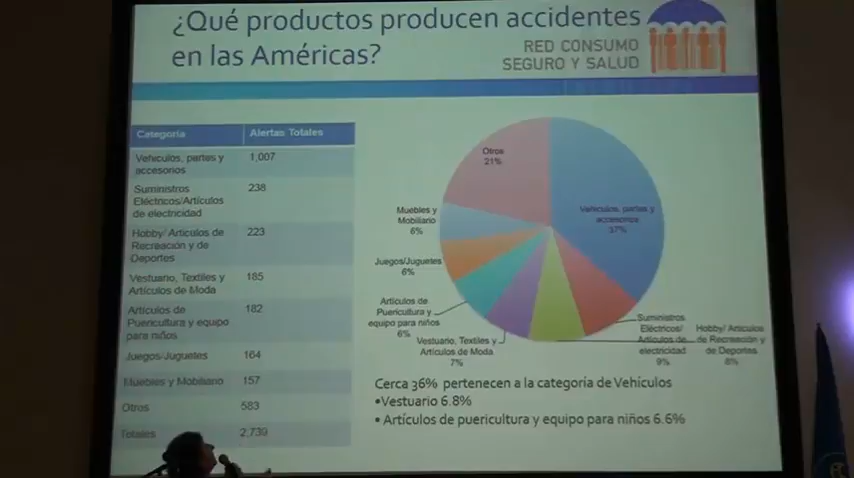 ¿Qué productos producen accidentes
en las Américas?
RED CONSUMO
SEGURO Y SALUD
Categoría Alertas Totales
Vehículos, partes y 1,007
accesorios
Suministros 238
Eléctricos/Artículos
de electricidad
Hobby/ Artículos de 223
Recreación y de
Deportes
Vestuario, Textiles y 185
Artículos de Moda
Artículos de 182
Puericultura y equipo
para niños
Juegos/Juguetes 164
Muebles y Mobiliario 157
Otros 583
Totales 2,739
Otros
21%
Vehículos, partes y
accesorios
37%
Muebles y
Mobiliario
6%
Juegos/Juguetes
6%
Artículos de
Puericultura y
equipo para niños
6%
Vestuario, Textiles y
Artículos de Moda
7%
Suministros
Eléctricos/
Artículos de
electricidad
9%
Hobby/ Artículos
de Recreación y
de Deportes
8%
Cerca 36% pertenecen a la categoría de Vehículos
•Vestuario 6.8%
• Artículos de puericultura y equipo para niños 6.6%